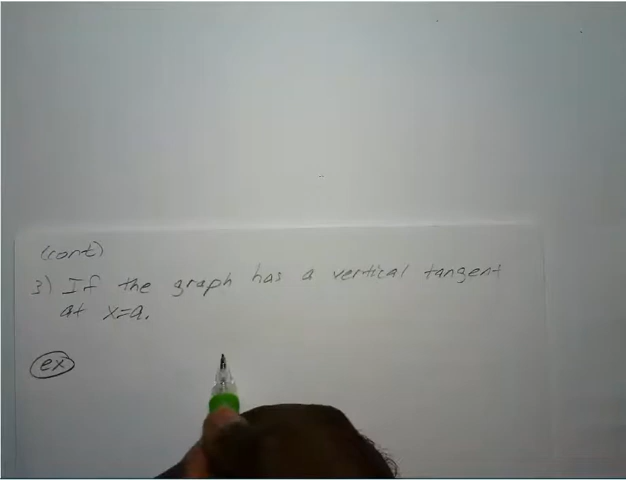 (cont)
3) If the graph has a vertical tangent
at x=a.
ex